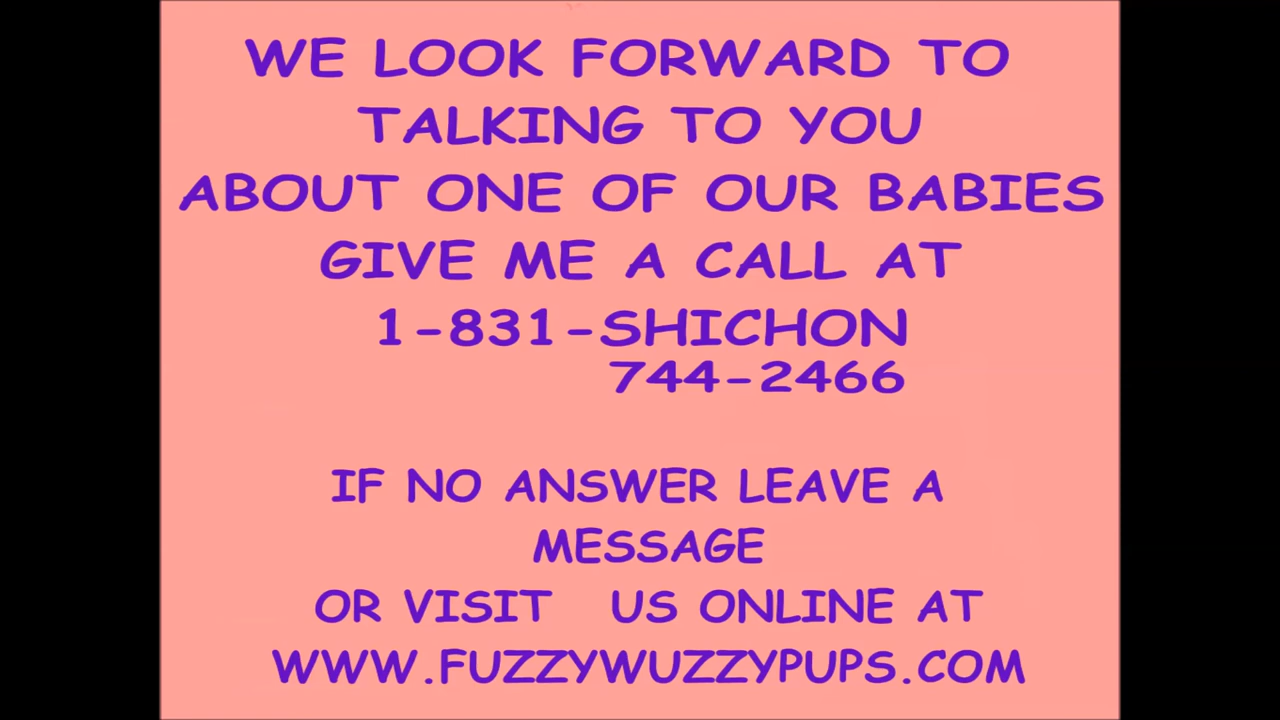 WE LOOK FORWARD TO
TALKING TO YOU
ABOUT ONE OF OUR BABIES
GIVE ME A CALL AT
1-831-SHICHON
744-2466
IF NO ANSWER LEAVE A
MESSAGE
OR VISIT US ONLINE AT
WWW.FUZZYWUZZYPUPS.COM